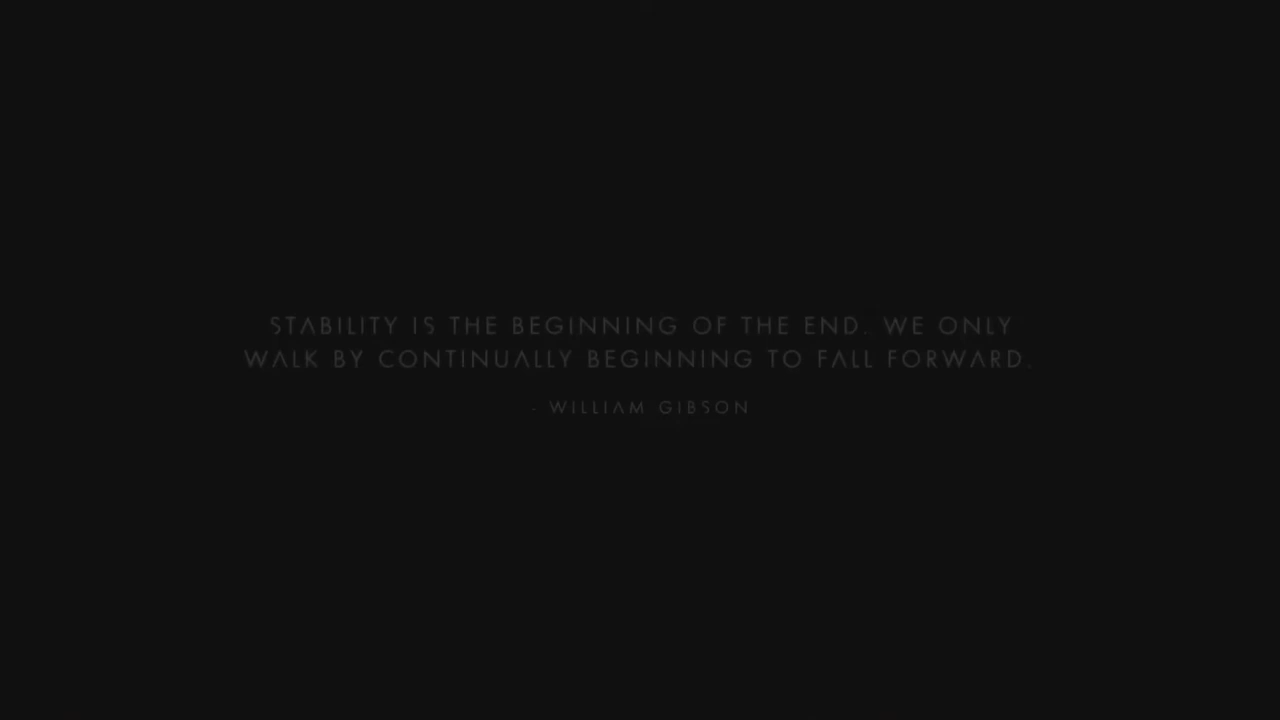 STABILITY IS THE BEGINNING OF THE END. WE ONLY
WALK BY CONTINUALLY BEGINNING TO FALL FORWARD.
- WILLIAM GIBSON